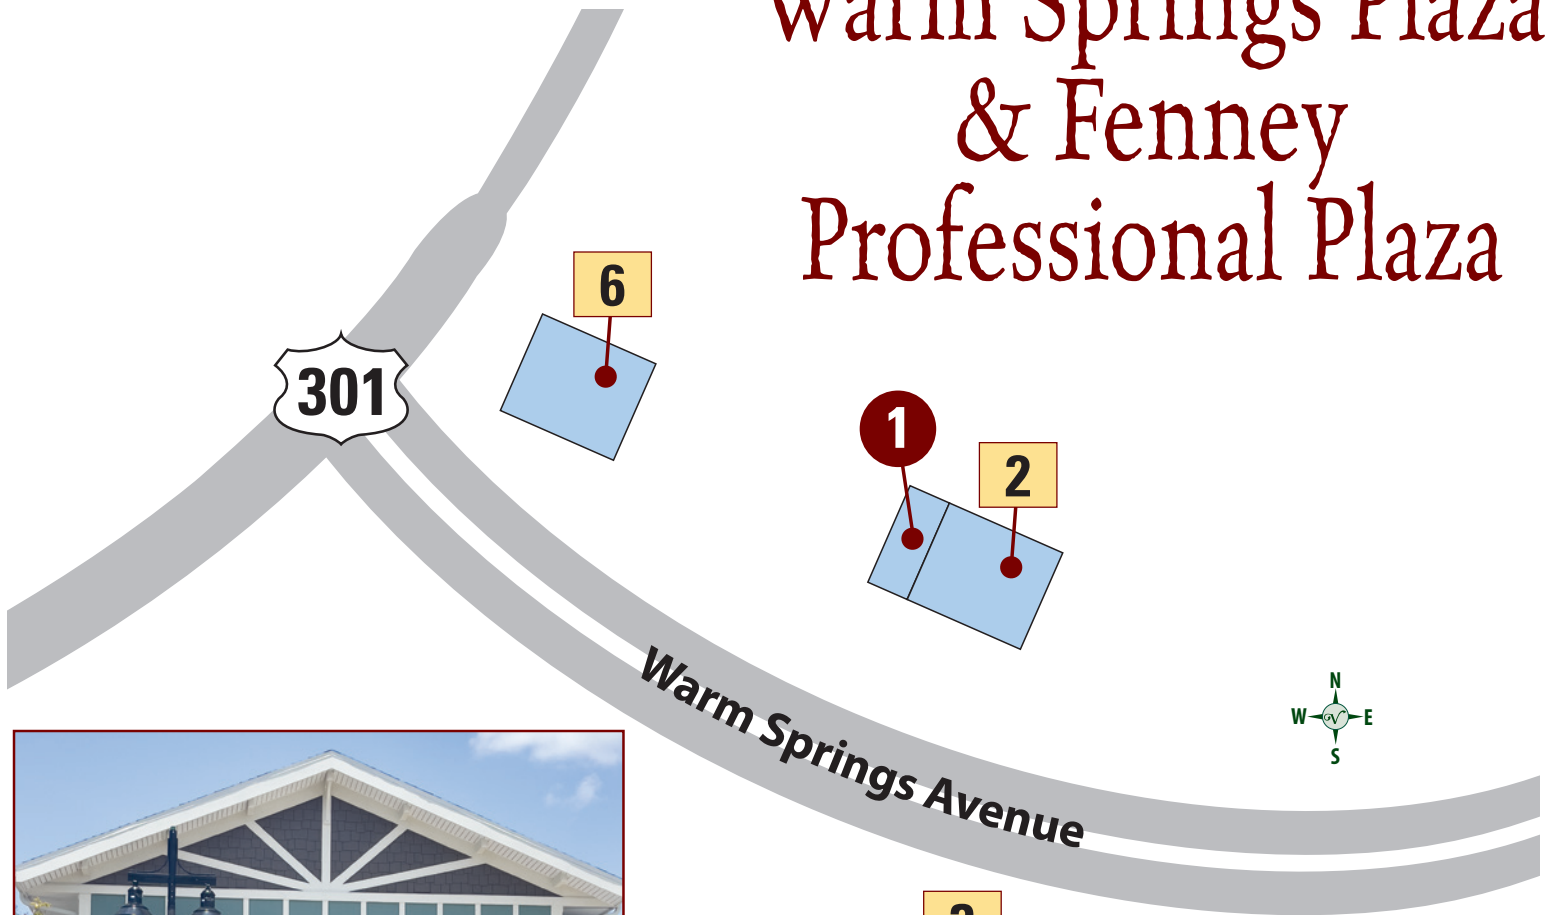 Warm Springs Plaza
& Fenney
Professional Plaza
6
301
1
2
N
W E
S
Warm Springs Avenue